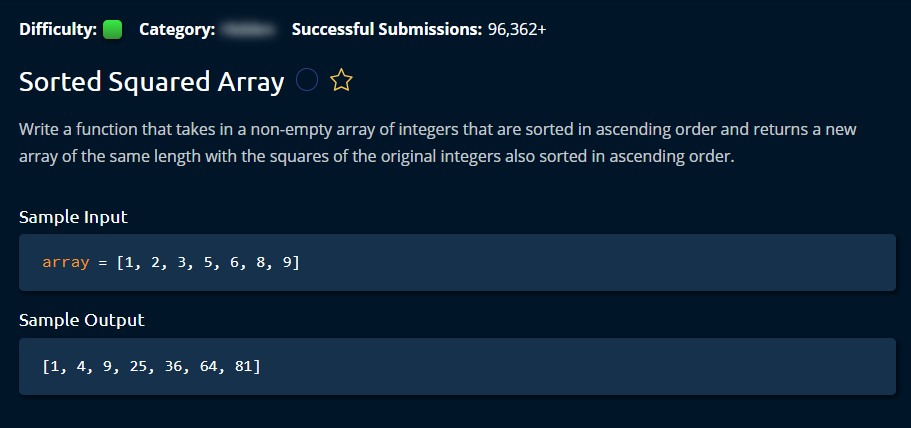 Difficulty: Category: Successful Submissions: 96,362+
Sorted Squared Array
Write a function that takes in a non-empty array of integers that are sorted in ascending order and returns a new
array of the same length with the squares of the original integers also sorted in ascending order.
Sample Input
array = [1, 2, 3, 5, 6, 8, 9]
Sample Output
[1, 4, 9, 25, 36, 64, 81]